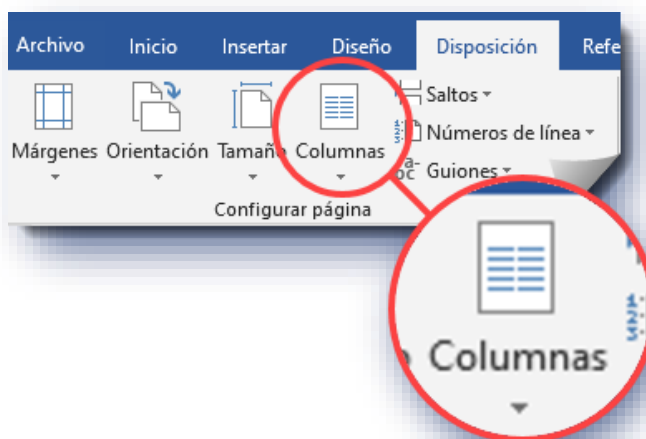 Archivo Inicio Insertar Diseño Disposición Refe
Saltos
Números de línea
Guiones
Márgenes Orientación Tamaño Columnas
Configurar página
Columnas